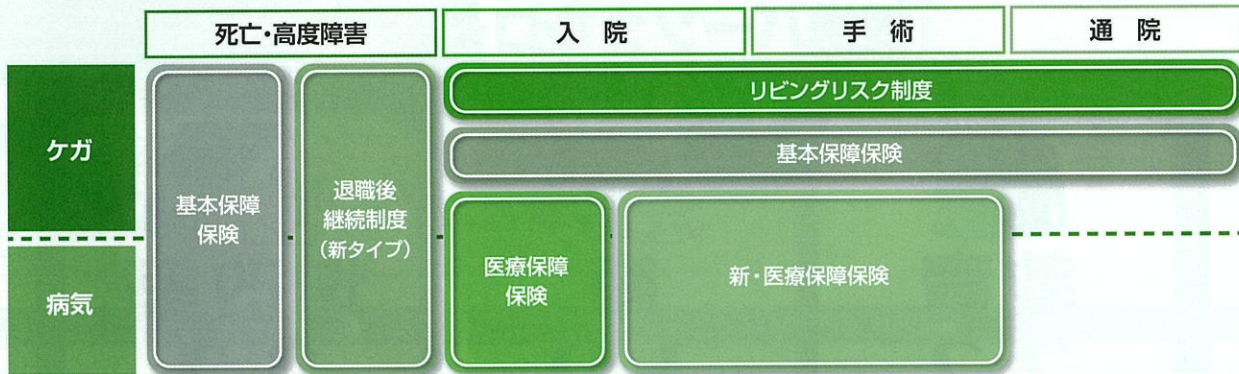 死亡・高度障害
入院
手術
通院
ケガ
病気
基本保障
保険
退職後
継続制度
（新タイプ）
リビングリスク制度
基本保障保険
医療保障
保険
新・医療保障保険